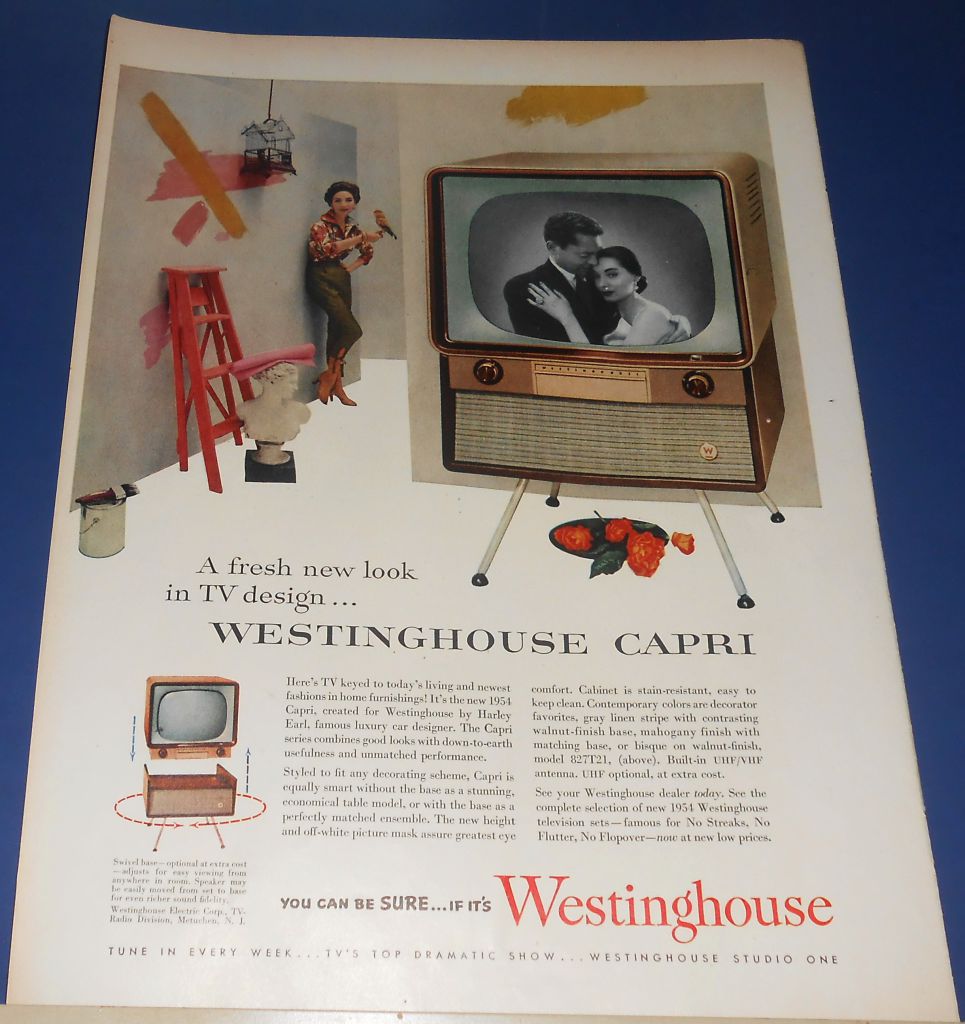 A fresh new look
in TV design...
WESTINGHOUSE CAPRI
Here's TV keyed to today's living and newest
fashions in home furnishings! It's the new 1954
Capri, created for Westinghouse by Harley
Earl, famous luxury car designer. The Capri
series combines good looks with down-to-earth
usefulness and unmatched performance.
Styled to fit any decorating scheme, Capri is
equally smart without the base as a stunning,
economical table model, or with the base as a
perfectly matched ensemble. The new height
and off-white picture mask assure greatest eye
comfort. Cabinet is stain-resistant, easy to
keep clean. Contemporary colors are decorator
favorites, gray linen stripe with contrasting
walnut-finish base, mahogany finish with
matching base, or bisque on walnut-finish,
model 827T21, (above). Built-in UHF/VHF
antenna. UHF optional, at extra cost.
See your Westinghouse dealer today. See the
complete selection of new 1954 Westinghouse
television sets—famous for No Streaks, No
Flutter, No Flopover—now at new low prices.
Swivel base—optional at extra cost
—adjusts for easy viewing from
anywhere in room. Speaker may
be easily moved from set to base
for even richer sound fidelity.
Westinghouse Electric Corp., TV-
Radio Division, Metuchen, N. J.
YOU CAN BE SURE...IF IT'S Westinghouse
TUNE IN EVERY WEEK...TV'S TOP DRAMATIC SHOW...WESTINGHOUSE STUDIO ONE
WESTINGHOUSE
W